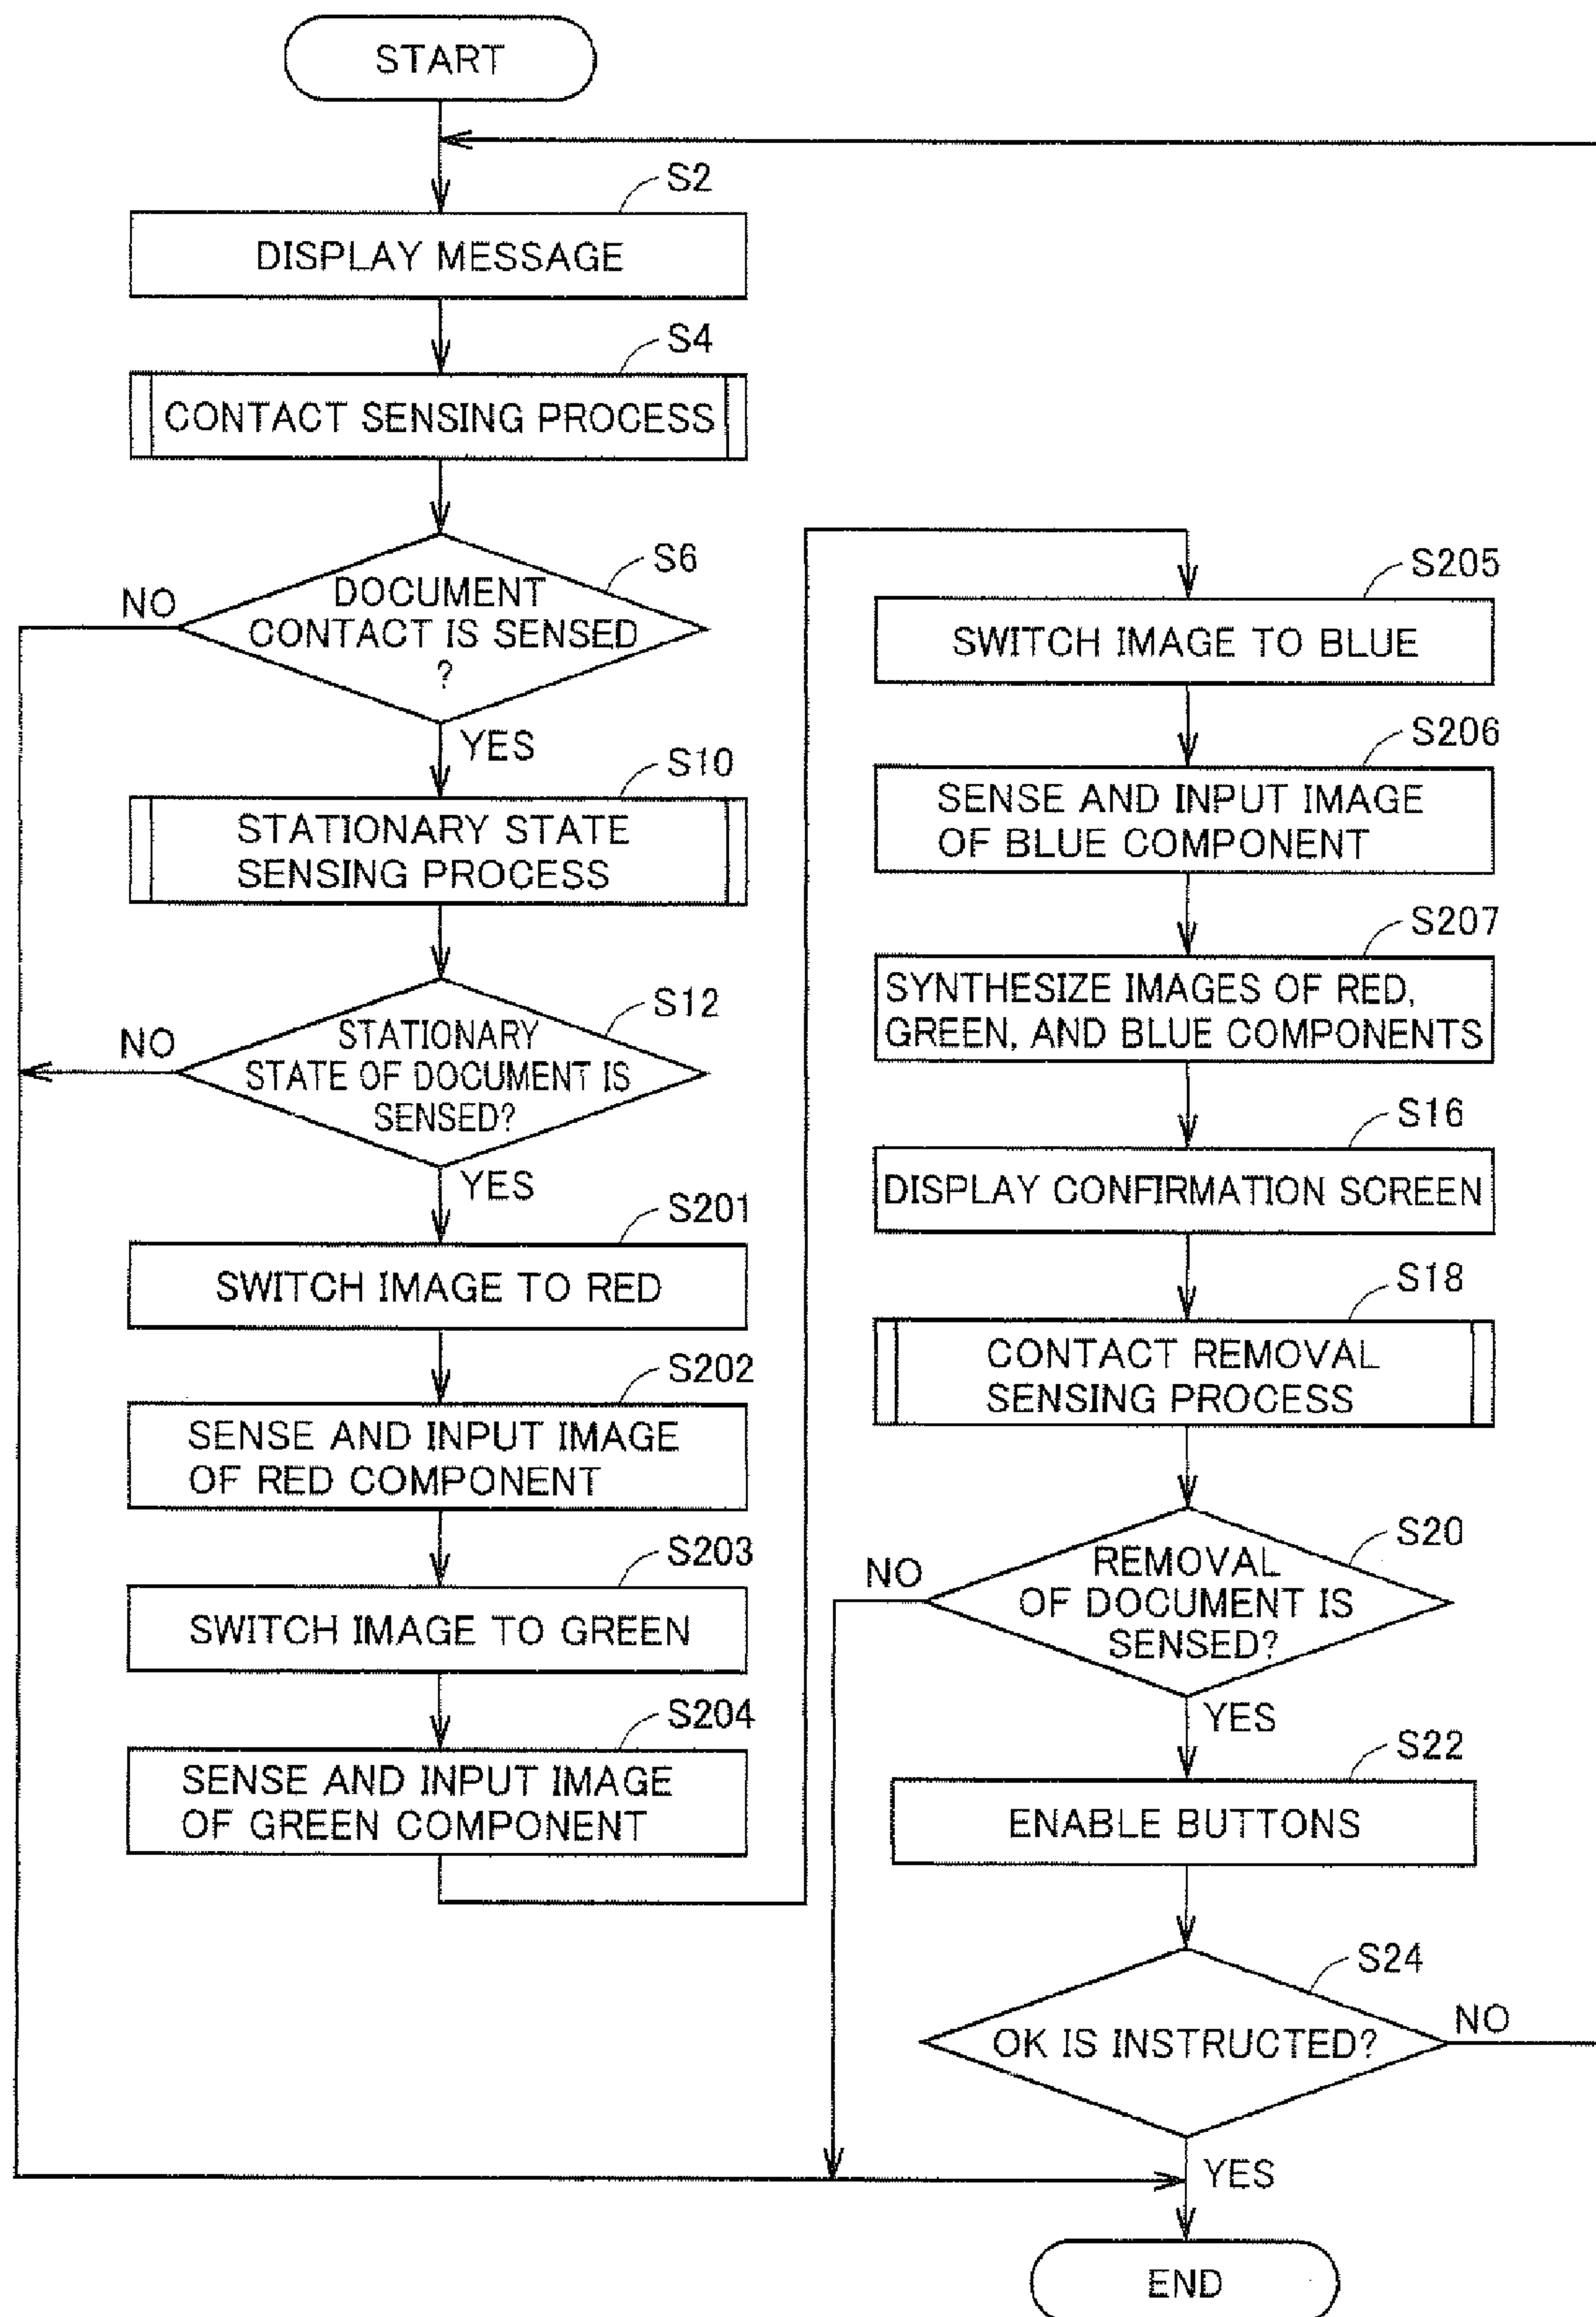 START
S2
DISPLAY MESSAGE
S4
CONTACT SENSING PROCESS
S6
NO
DOCUMENT
CONTACT IS SENSED
?
YES
S10
STATIONARY STATE
SENSING PROCESS
S12
NO
STATIONARY
STATE OF DOCUMENT IS
SENSED?
YES
S201
SWITCH IMAGE TO RED
S202
SENSE AND INPUT IMAGE
OF RED COMPONENT
S203
SWITCH IMAGE TO GREEN
S204
SENSE AND INPUT IMAGE
OF GREEN COMPONENT
S205
SWITCH IMAGE TO BLUE
S206
SENSE AND INPUT IMAGE
OF BLUE COMPONENT
S207
SYNTHESIZE IMAGES OF RED,
GREEN, AND BLUE COMPONENTS
S16
DISPLAY CONFIRMATION SCREEN
S18
CONTACT REMOVAL
SENSING PROCESS
S20
NO
REMOVAL
OF DOCUMENT IS
SENSED?
YES
S22
ENABLE BUTTONS
S24
OK IS INSTRUCTED?
NO
YES
END